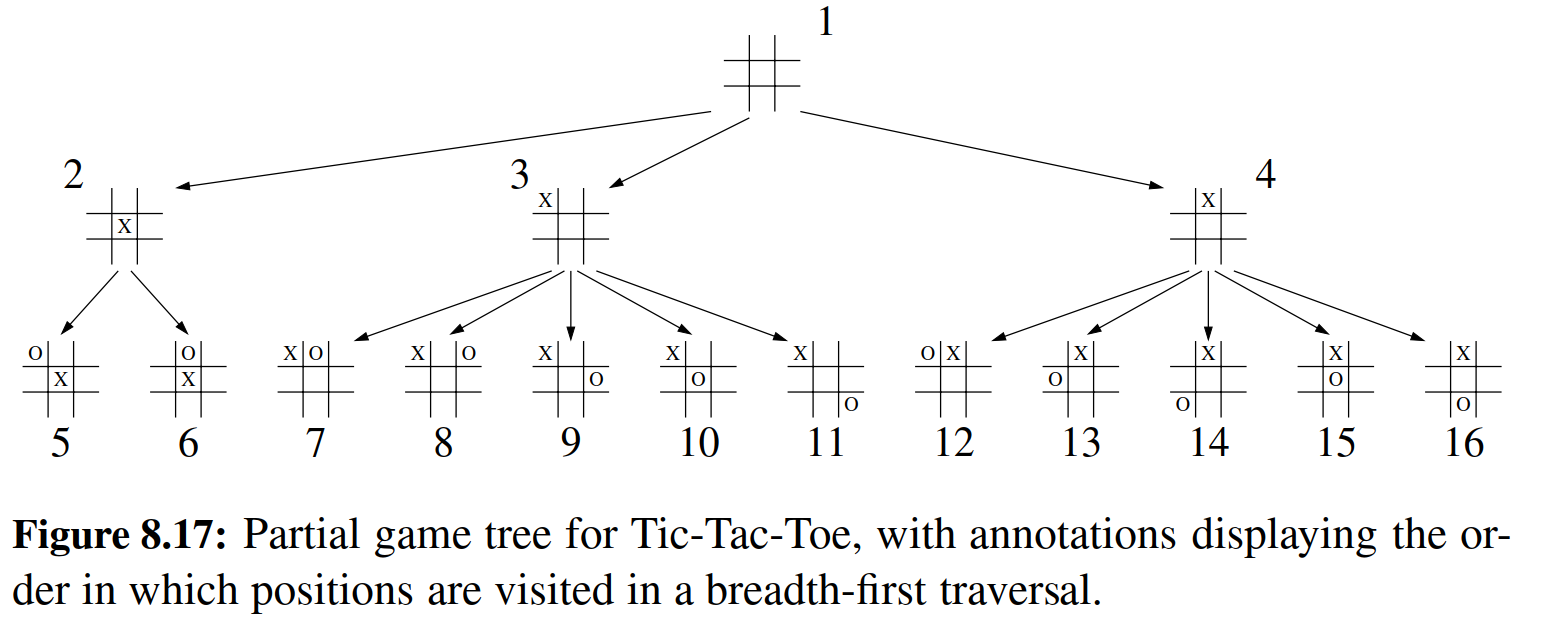 1
2 3 4
X X X
O O X O X O X X X O X X X X X
X X O O O O O
O O O
5 6 7 8 9 10 11 12 13 14 15 16
Figure 8.17: Partial game tree for Tic-Tac-Toe, with annotations displaying the or-
der in which positions are visited in a breadth-first traversal.